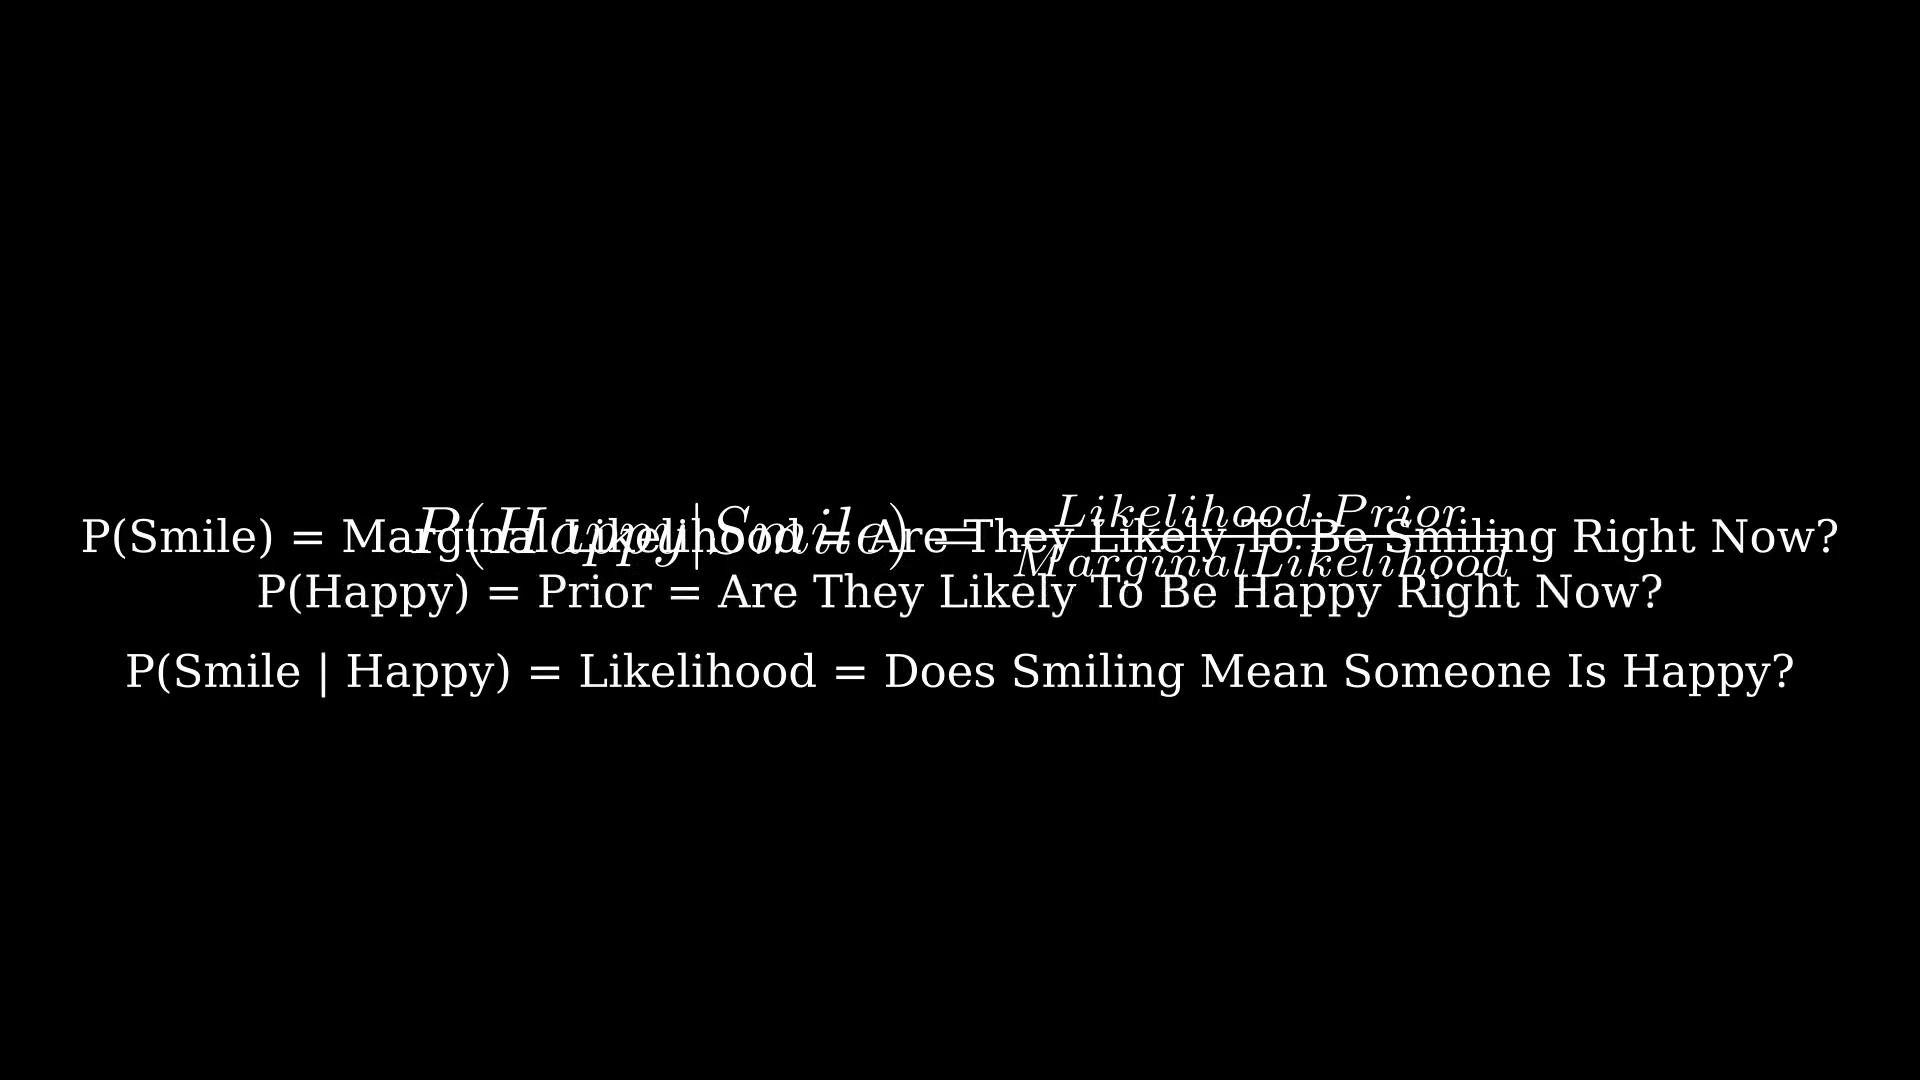 P(Happy|Smile) = Likelihood·Prior / MarginalLikelihood
P(Smile) = Marginal Likelihood = Are They Likely To Be Smiling Right Now?
P(Happy) = Prior = Are They Likely To Be Happy Right Now?
P(Smile | Happy) = Likelihood = Does Smiling Mean Someone Is Happy?